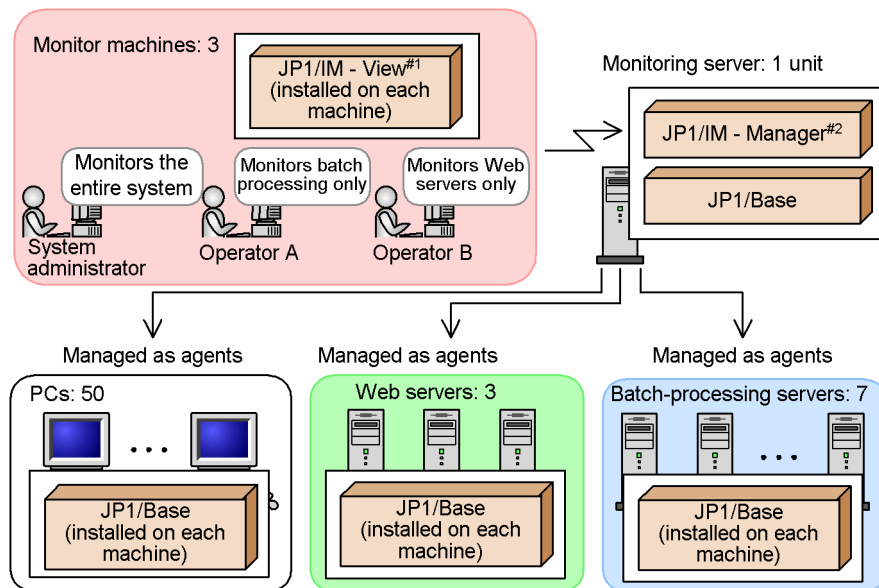 Monitor machines: 3
JP1/IM - View#1
(installed on each
machine)
Monitoring server: 1 unit
JP1/IM - Manager#2
JP1/Base
Monitors the
entire system
Monitors batch
processing only
Monitors Web
servers only
System
administrator
Operator A
Operator B
Managed as agents
Managed as agents
Managed as agents
PCs: 50
JP1/Base
(installed on each
machine)
Web servers: 3
JP1/Base
(installed on each
machine)
Batch-processing servers: 7
JP1/Base
(installed on each
machine)